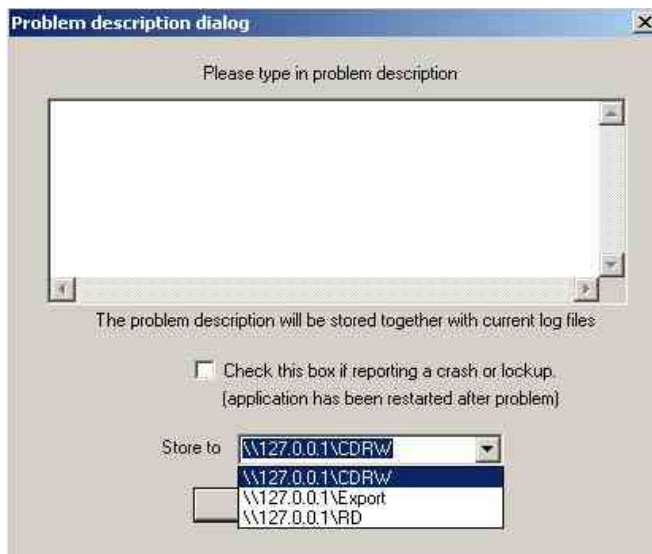 Problem description dialog
Please type in problem description
The problem description will be stored together with current log files
Check this box if reporting a crash or lockup.
(application has been restarted after problem)
Store to \\127.0.0.1\CDRW
\\127.0.0.1\CDRW
\\127.0.0.1\Export
\\127.0.0.1\RD